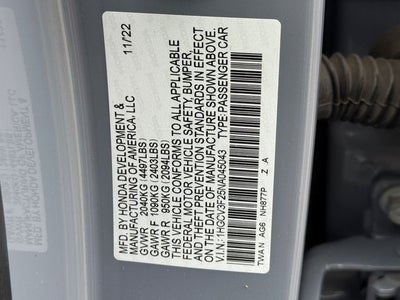 MFD. BY HONDA DEVELOPMENT & 11/22
MANUFACTURING OF AMERICA, LLC
GVWR 2040KG (4497LBS)
GAWR F 1090KG (2403LBS)
GAWR R 950KG (2094LBS)
THIS VEHICLE CONFORMS TO ALL APPLICABLE
FEDERAL MOTOR VEHICLE SAFETY, BUMPER,
AND THEFT PREVENTION STANDARDS IN EFFECT
ON THE DATE OF MANUFACTURE SHOWN ABOVE.
V.I.N.: 1HGCV3F25NA045043 TYPE:PASSENGER CAR
TWAN AG6 NH877P Z A